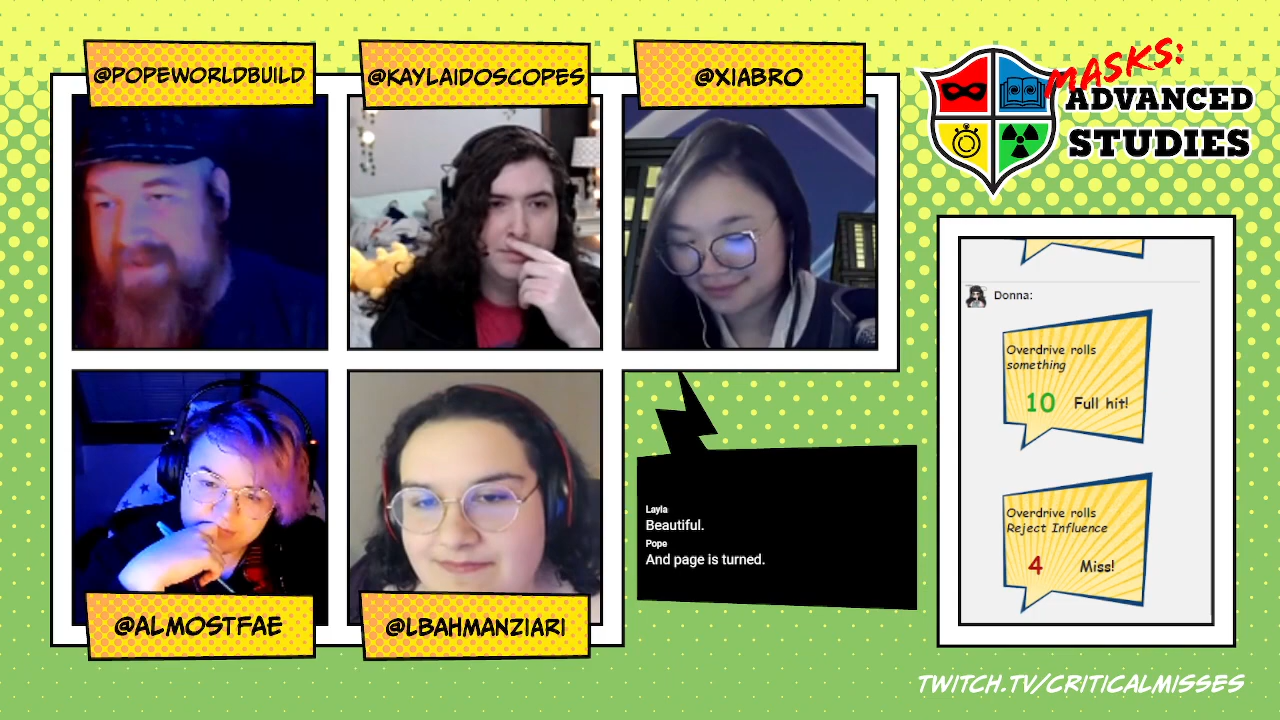 @POPEWORLDBUILD
@KAYLAIDOSCOPES
@XIABRO
MASKS:
ADVANCED
STUDIES
Donna:
Overdrive rolls
something
10 Full hit!
Overdrive rolls
Reject Influence
4 Miss!
Layla
Beautiful.
Pope
And page is turned.
@ALMOSTFAE
@LBAHMANZIARI
TWITCH.TV/CRITICALMISSES